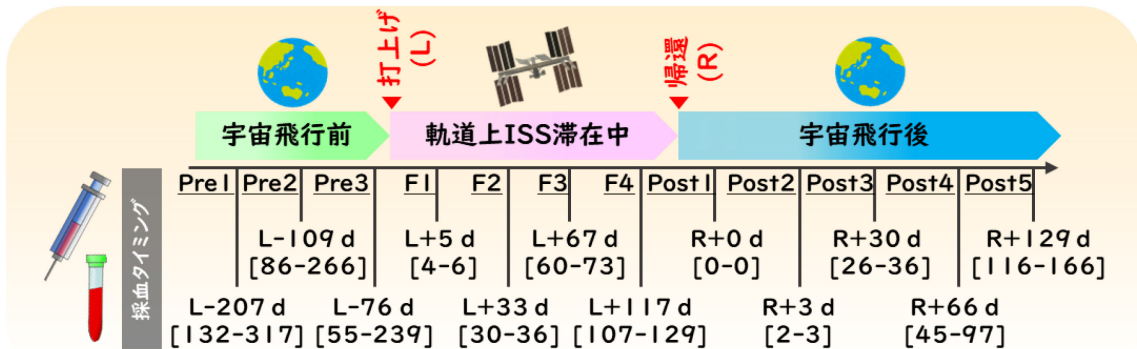 打上げ
(L)
帰還
(R)
宇宙飛行前
軌道上ISS滞在中
宇宙飛行後
採血タイミング
Pre1 Pre2 Pre3 F1 F2 F3 F4 Post1 Post2 Post3 Post4 Post5
L-109 d L+5 d L+67 d R+0 d R+30 d R+129 d
[86-266] [4-6] [60-73] [0-0] [26-36] [116-166]
L-207 d L-76 d L+33 d L+117 d R+3 d R+66 d
[132-317] [55-239] [30-36] [107-129] [2-3] [45-97]